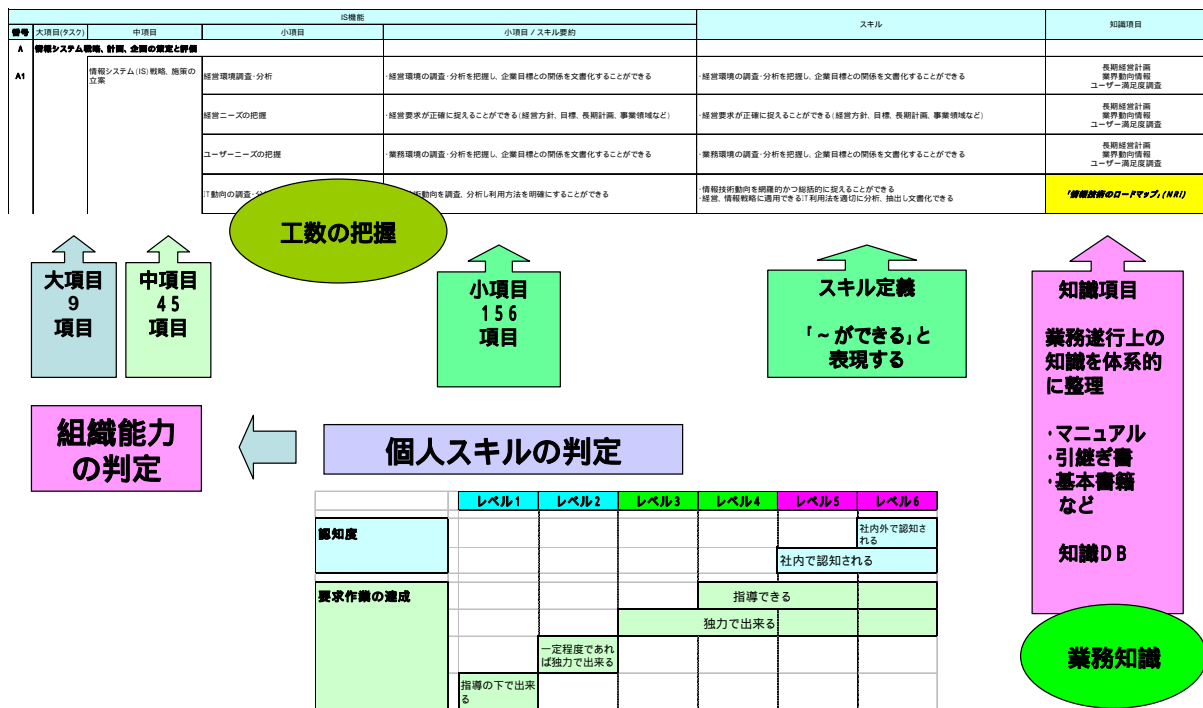 IS機能
スキル
知識項目
番号 大項目(タスク) 中項目 小項目 小項目 / スキル要約
A 情報システム戦略、計画、企画の策定と評価
A1
情報システム(IS)戦略、施策の
立案
経営環境調査・分析
・経営環境の調査・分析を把握し、企業目標との関係を文書化することができる
・経営環境の調査・分析を把握し、企業目標との関係を文書化することができる
長期経営計画
業界動向情報
ユーザー満足度調査
経営ニーズの把握
・経営要求が正確に捉えることができる(経営方針、目標、長期計画、事業領域など)
・経営要求が正確に捉えることができる(経営方針、目標、長期計画、事業領域など)
長期経営計画
業界動向情報
ユーザー満足度調査
ユーザーニーズの把握
・業務環境の調査・分析を把握し、企業目標との関係を文書化することができる
・業務環境の調査・分析を把握し、企業目標との関係を文書化することができる
長期経営計画
業界動向情報
ユーザー満足度調査
IT動向の調査・分
術動向を調査、分析し利用方法を明確にすることができる
・情報技術動向を網羅的かつ総括的に捉えることができる
・経営、情報戦略に適用できるIT利用法を適切に分析、抽出し文書化できる
「情報技術のロードマップ」(NRI)
工数の把握
大項目
9
項目
中項目
45
項目
小項目
156
項目
スキル定義
「~ができる」と
表現する
知識項目
業務遂行上の
知識を体系的
に整理
・マニュアル
・引継ぎ書
・基本書籍
など
知識DB
業務知識
組織能力
の判定
個人スキルの判定
レベル1 レベル2 レベル3 レベル4 レベル5 レベル6
認知度
社内外で認知さ
れる
社内で認知される
要求作業の達成
指導できる
独力で出来る
一定程度であれ
ば独力で出来る
指導の下で出来
る